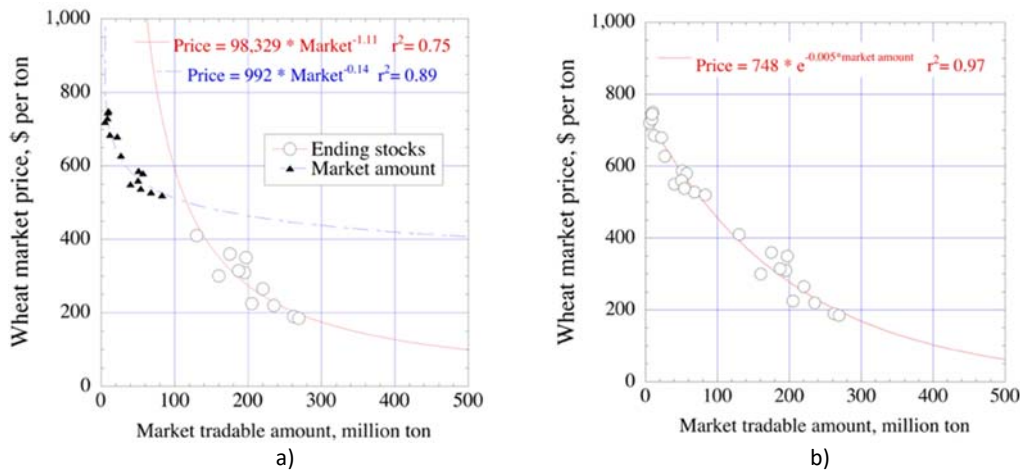 1,000
800
600
400
200
0
Wheat market price, $ per ton
Price = 98,329 * Market^-1.11 r^2= 0.75
Price = 992 * Market^-0.14 r^2= 0.89
Ending stocks
Market amount
0 100 200 300 400 500
Market tradable amount, million ton
a)
1,000
800
600
400
200
0
Wheat market price, $ per ton
Price = 748 * e^-0.005*market amount r^2= 0.97
0 100 200 300 400 500
Market tradable amount, million ton
b)